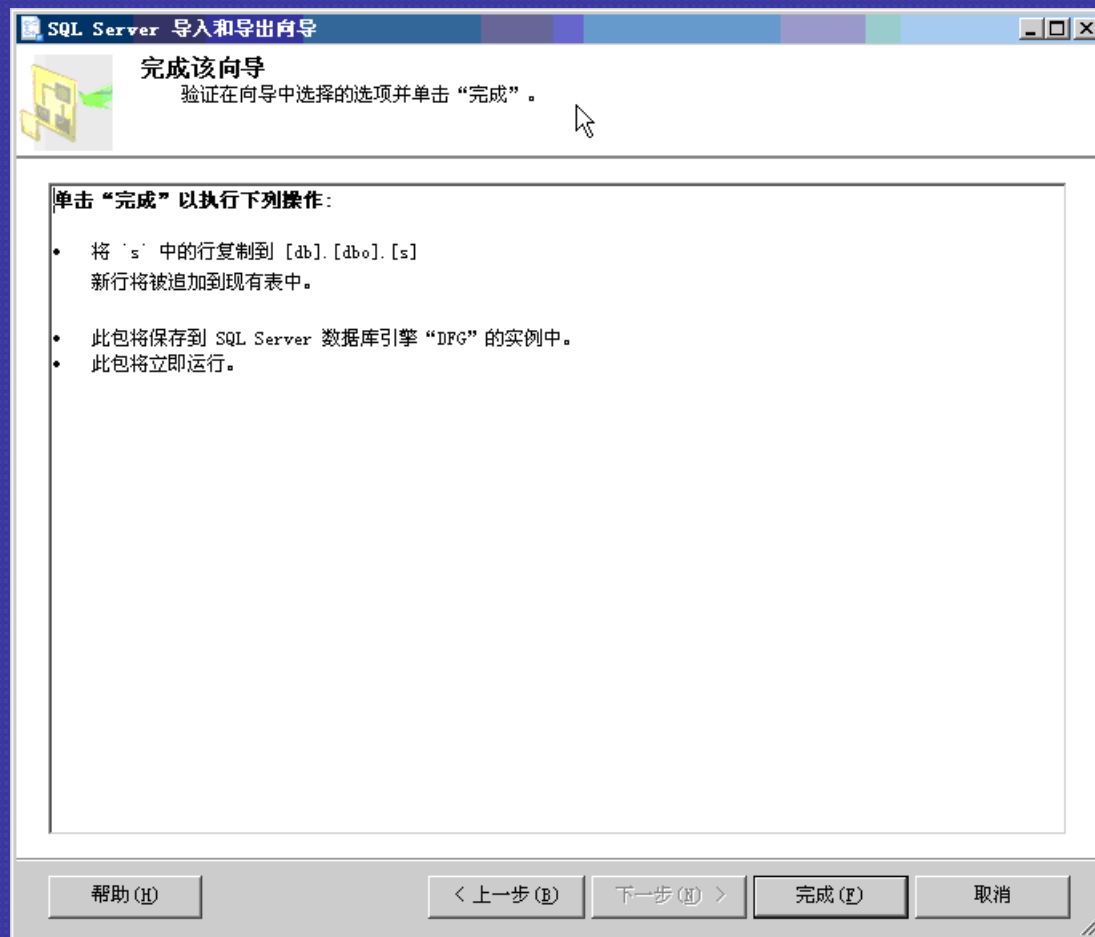 SQL Server 导入和导出向导
完成该向导
验证在向导中选择的选项并单击“完成”。
单击“完成”以执行下列操作:
• 将 `s` 中的行复制到 [db].[dbo].[s]
新行将被追加到现有表中。
• 此包将保存到 SQL Server 数据库引擎“DFG”的实例中。
• 此包将立即运行。
帮助(H) < 上一步(B) 下一步(N) > 完成(F) 取消